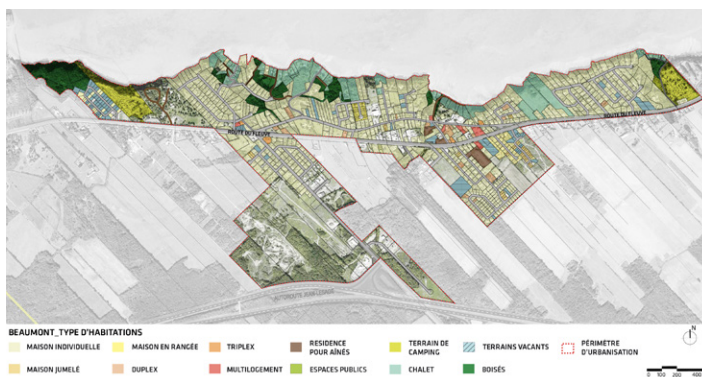 ROUTE DU FLEUVE
ROUTE DU FLEUVE
BEAUMONT_TYPE D'HABITATIONS
MAISON INDIVIDUELLE
MAISON EN RANGÉE
TRIPLEX
RESIDENCE
POUR AÎNÉS
TERRAIN DE
CAMPING
TERRAINS VACANTS
PÉRIMÈTRE
D'URBANISATION
MAISON JUMELÉ
DUPLEX
MULTILOGEMENT
ESPACES PUBLICS
CHALET
BOISÉS
N
0 100 200 400